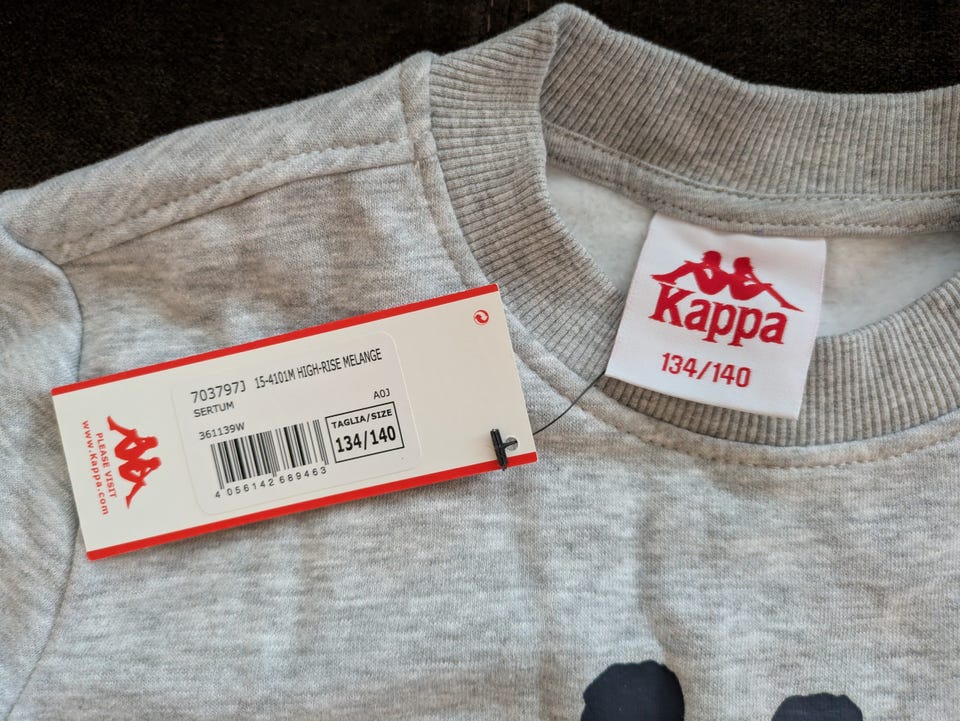 703797J 15-4101M HIGH-RISE MELANGE
SERTUM
A0J
361139W
TAGLIA/SIZE
134/140
4 056142 689463
PLEASE VISIT
www.Kappa.com
Kappa
134/140